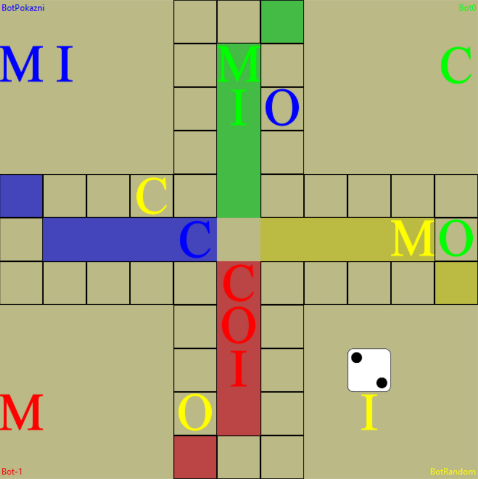 BotPokazni Bot0
M I M C
I O
C
C M O
C
O
I
M O I
Bot-1 BotRandom